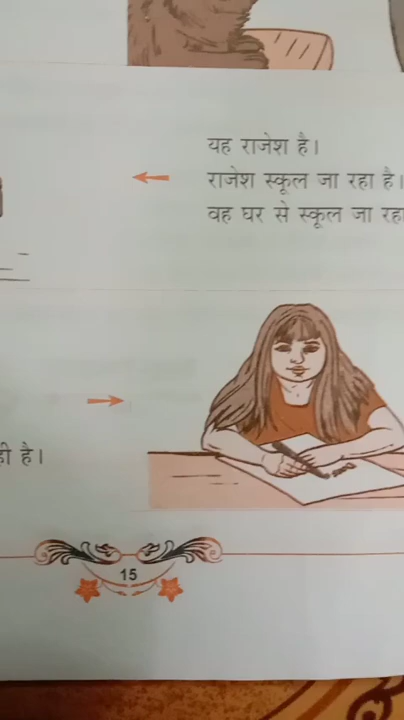 यह राजेश है।
राजेश स्कूल जा रहा है।
वह घर से स्कूल जा रहा
है।
15